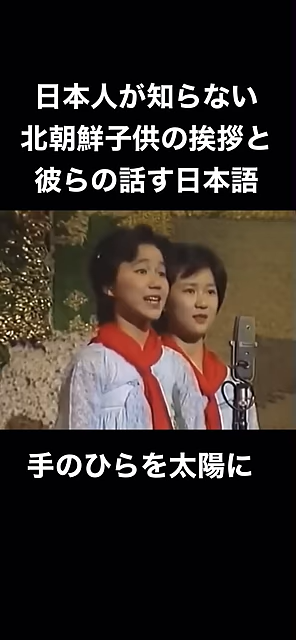 日本人が知らない
北朝鮮子供の挨拶と
彼らの話す日本語
手のひらを太陽に